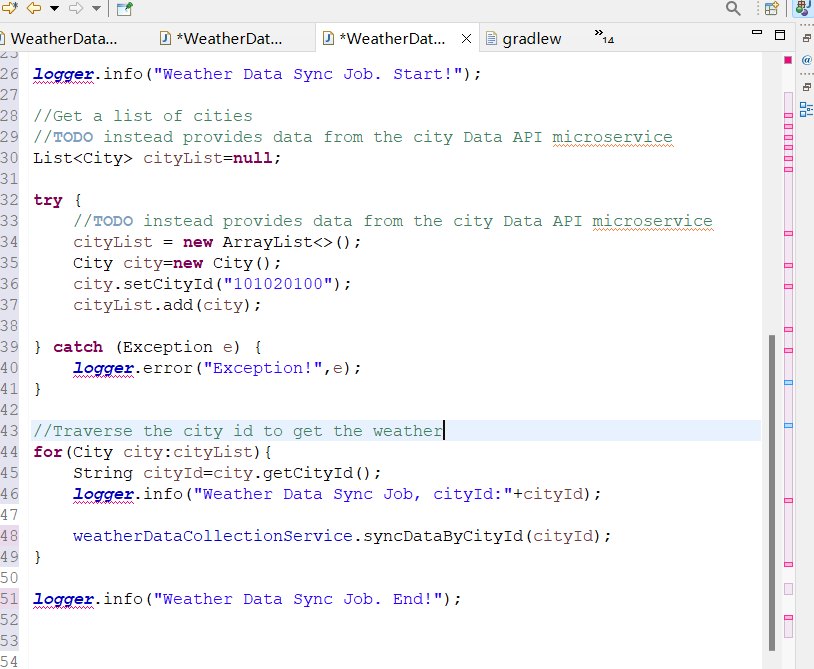 WeatherData...
*WeatherDat...
*WeatherDat...
gradlew
»14
25
26 logger.info("Weather Data Sync Job. Start!");
27
28 //Get a list of cities
29 //TODO instead provides data from the city Data API microservice
30 List<City> cityList=null;
31
32 try {
33 //TODO instead provides data from the city Data API microservice
34 cityList = new ArrayList<>();
35 City city=new City();
36 city.setCityId("101020100");
37 cityList.add(city);
38
39 } catch (Exception e) {
40 logger.error("Exception!",e);
41 }
42
43 //Traverse the city id to get the weather
44 for(City city:cityList){
45 String cityId=city.getCityId();
46 logger.info("Weather Data Sync Job, cityId:"+cityId);
47
48 weatherDataCollectionService.syncDataByCityId(cityId);
49 }
50
51 logger.info("Weather Data Sync Job. End!");
52
53
54